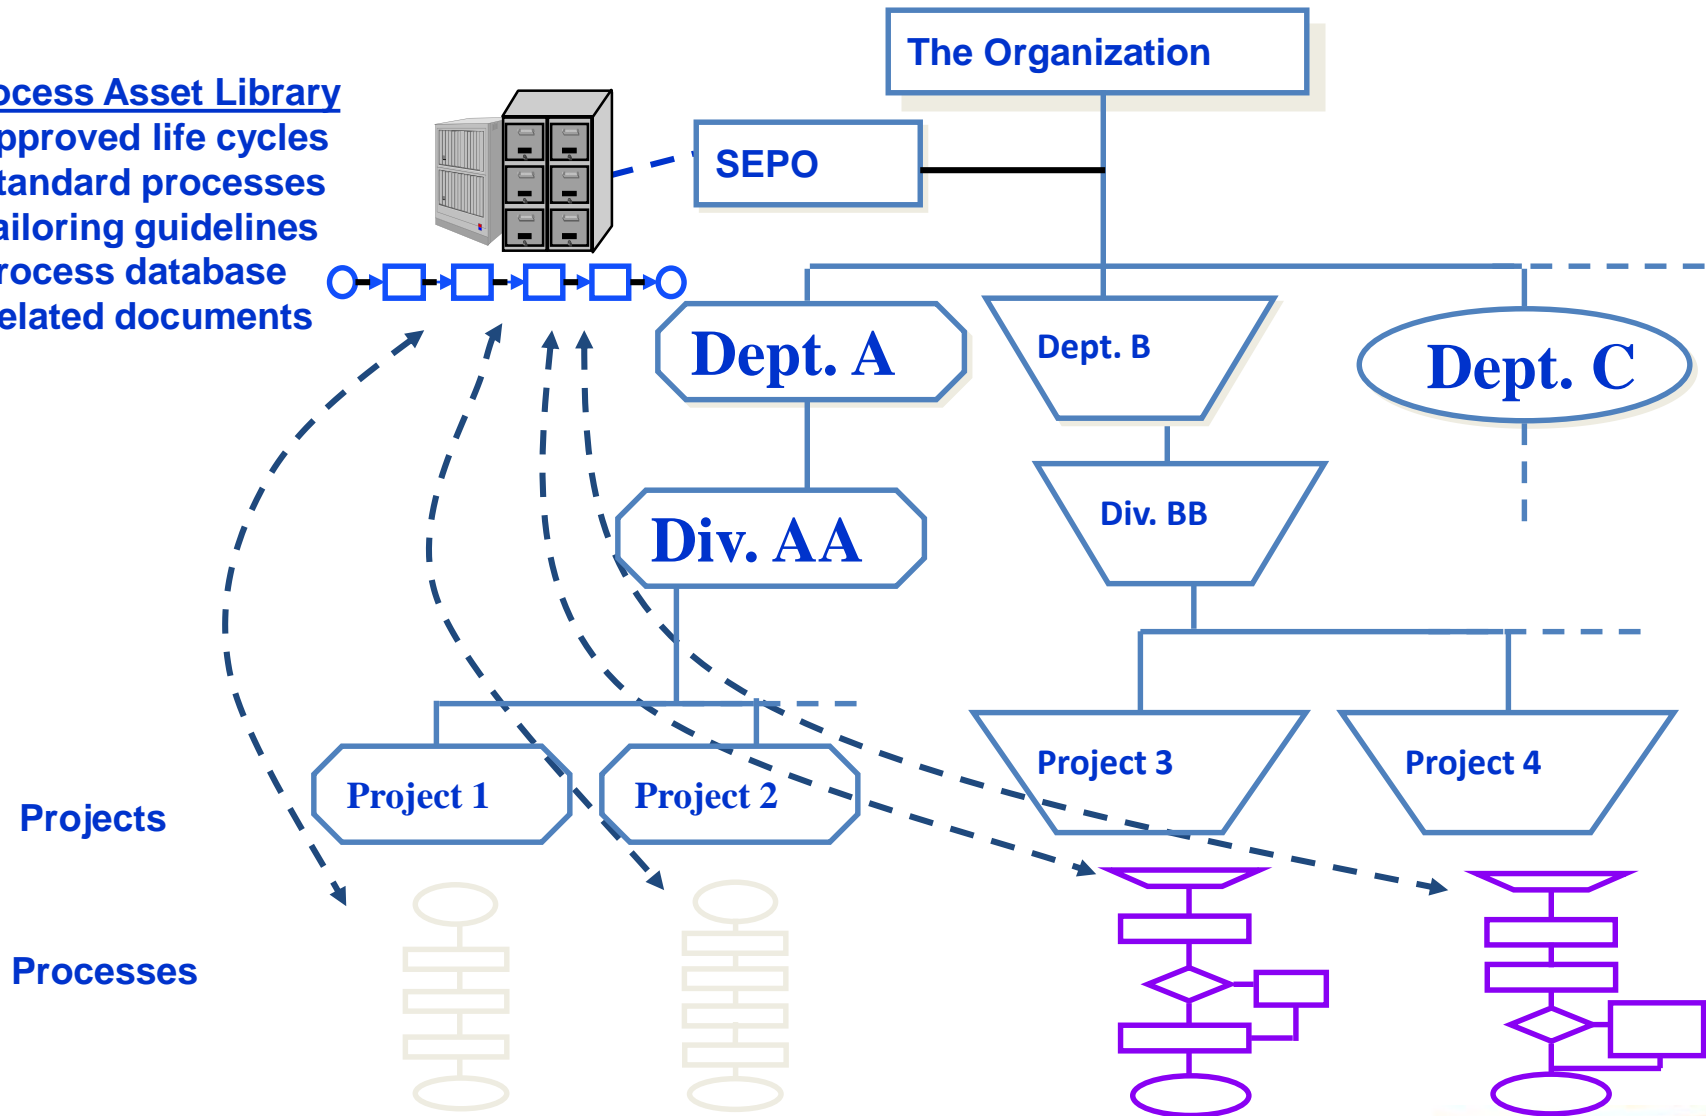 The Organization
ocess Asset Library
pproved life cycles
tandard processes
ailoring guidelines
rocess database
elated documents
SEPO
Dept. A
Dept. B
Dept. C
Div. AA
Div. BB
Project 1
Project 2
Project 3
Project 4
Projects
Processes